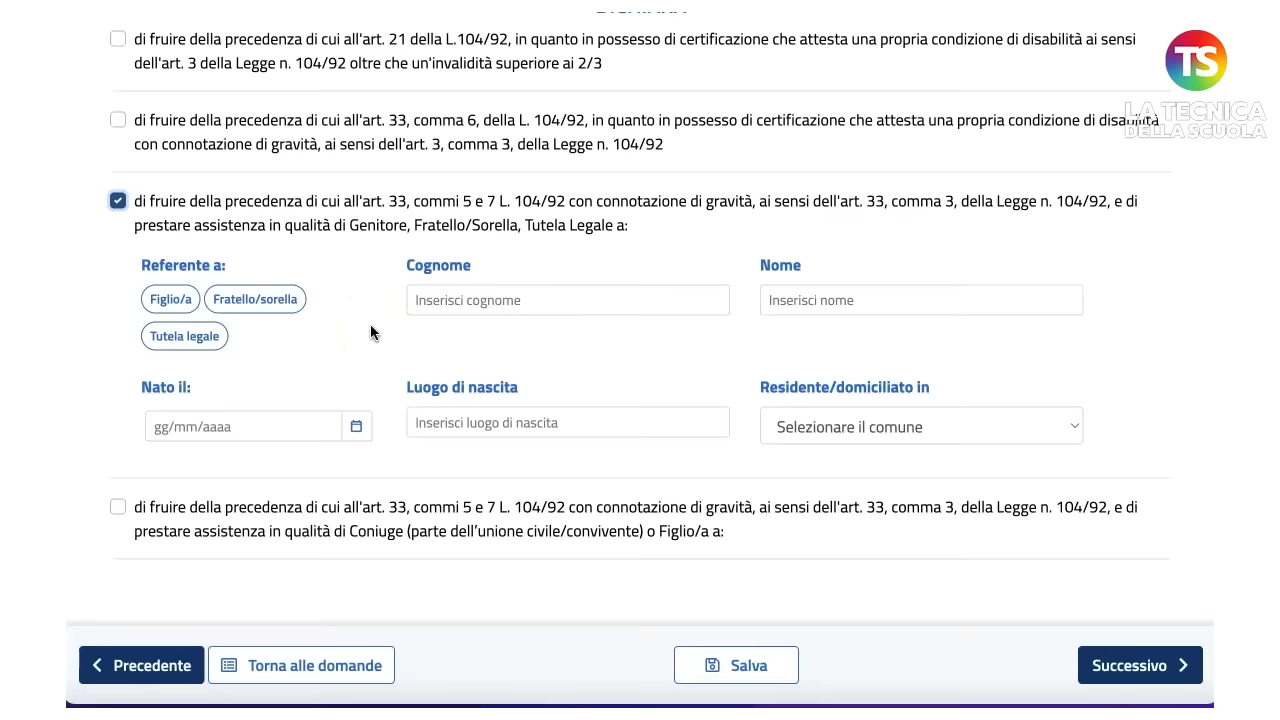 di fruire della precedenza di cui all'art. 21 della L.104/92, in quanto in possesso di certificazione che attesta una propria condizione di disabilità ai sensi
dell'art. 3 della Legge n. 104/92 oltre che un'invalidità superiore ai 2/3
TS
LA TECNICA
DELLA SCUOLA
di fruire della precedenza di cui all'art. 33, comma 6, della L. 104/92, in quanto in possesso di certificazione che attesta una propria condizione di disabilità
con connotazione di gravità, ai sensi dell'art. 3, comma 3, della Legge n. 104/92
di fruire della precedenza di cui all'art. 33, commi 5 e 7 L. 104/92 con connotazione di gravità, ai sensi dell'art. 33, comma 3, della Legge n. 104/92, e di
prestare assistenza in qualità di Genitore, Fratello/Sorella, Tutela Legale a:
Referente a:
Cognome
Nome
Figlio/a
Fratello/sorella
Inserisci cognome
Inserisci nome
Tutela legale
Nato il:
Luogo di nascita
Residente/domiciliato in
gg/mm/aaaa
Inserisci luogo di nascita
Selezionare il comune
di fruire della precedenza di cui all'art. 33, commi 5 e 7 L. 104/92 con connotazione di gravità, ai sensi dell'art. 33, comma 3, della Legge n. 104/92, e di
prestare assistenza in qualità di Coniuge (parte dell’unione civile/convivente) o Figlio/a a:
Precedente
Torna alle domande
Salva
Successivo